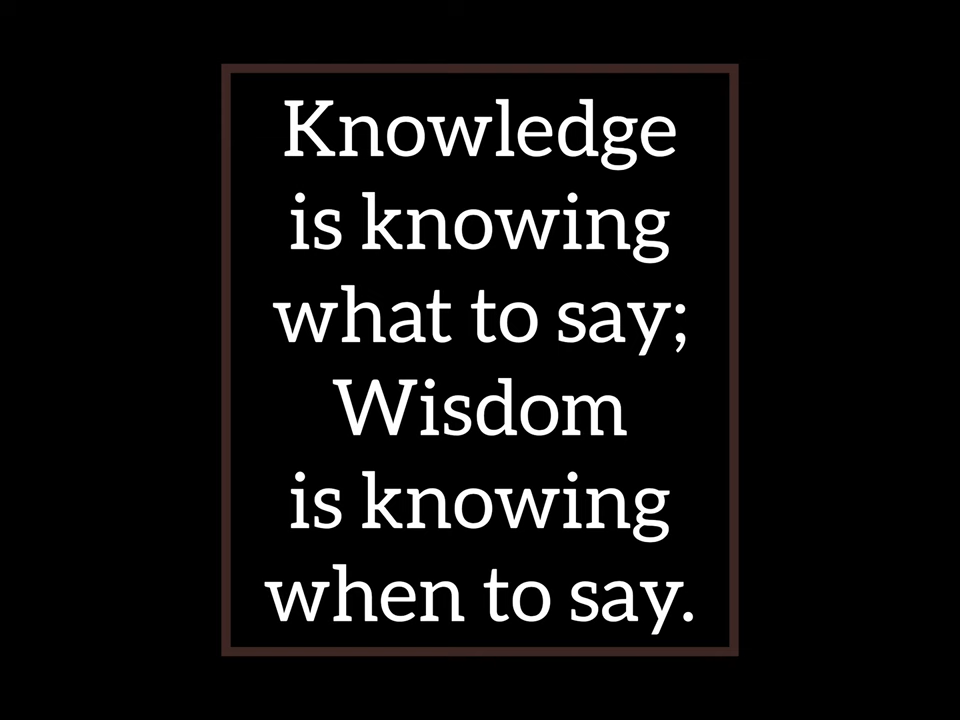 Knowledge
is knowing
what to say;
Wisdom
is knowing
when to say.